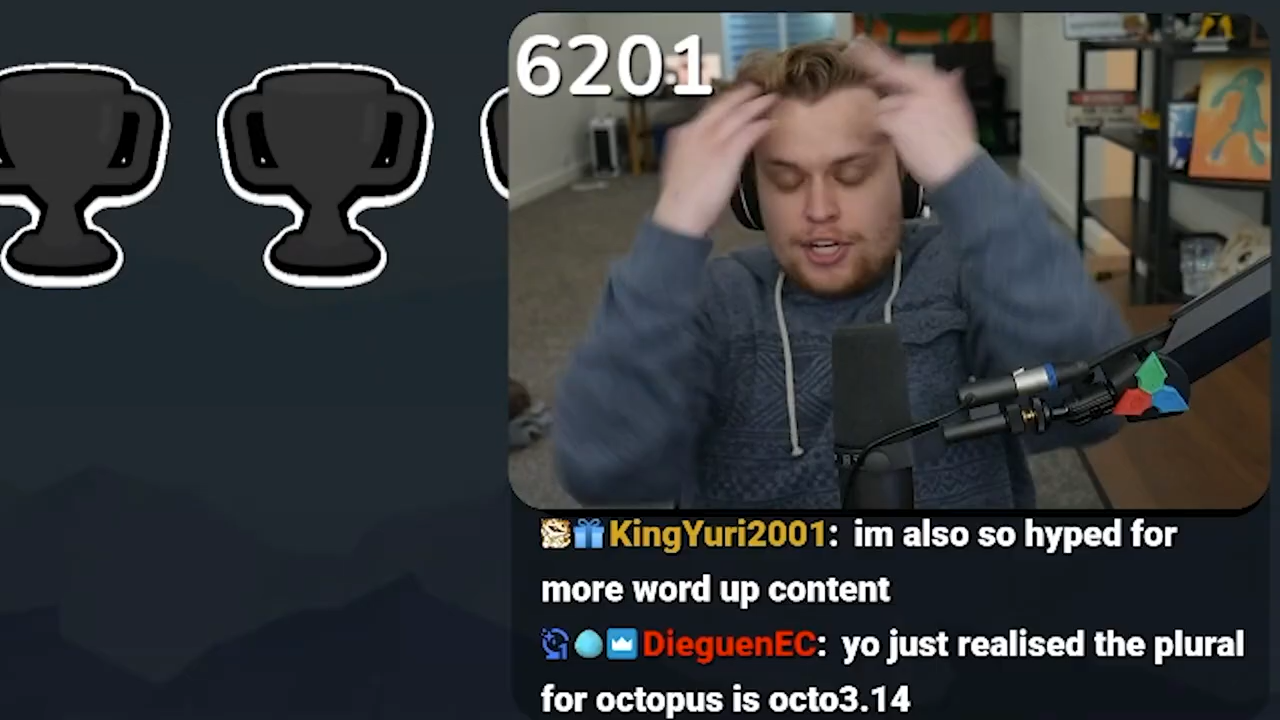 6201
KingYuri2001: im also so hyped for
more word up content
DieguenEC: yo just realised the plural
for octopus is octo3.14